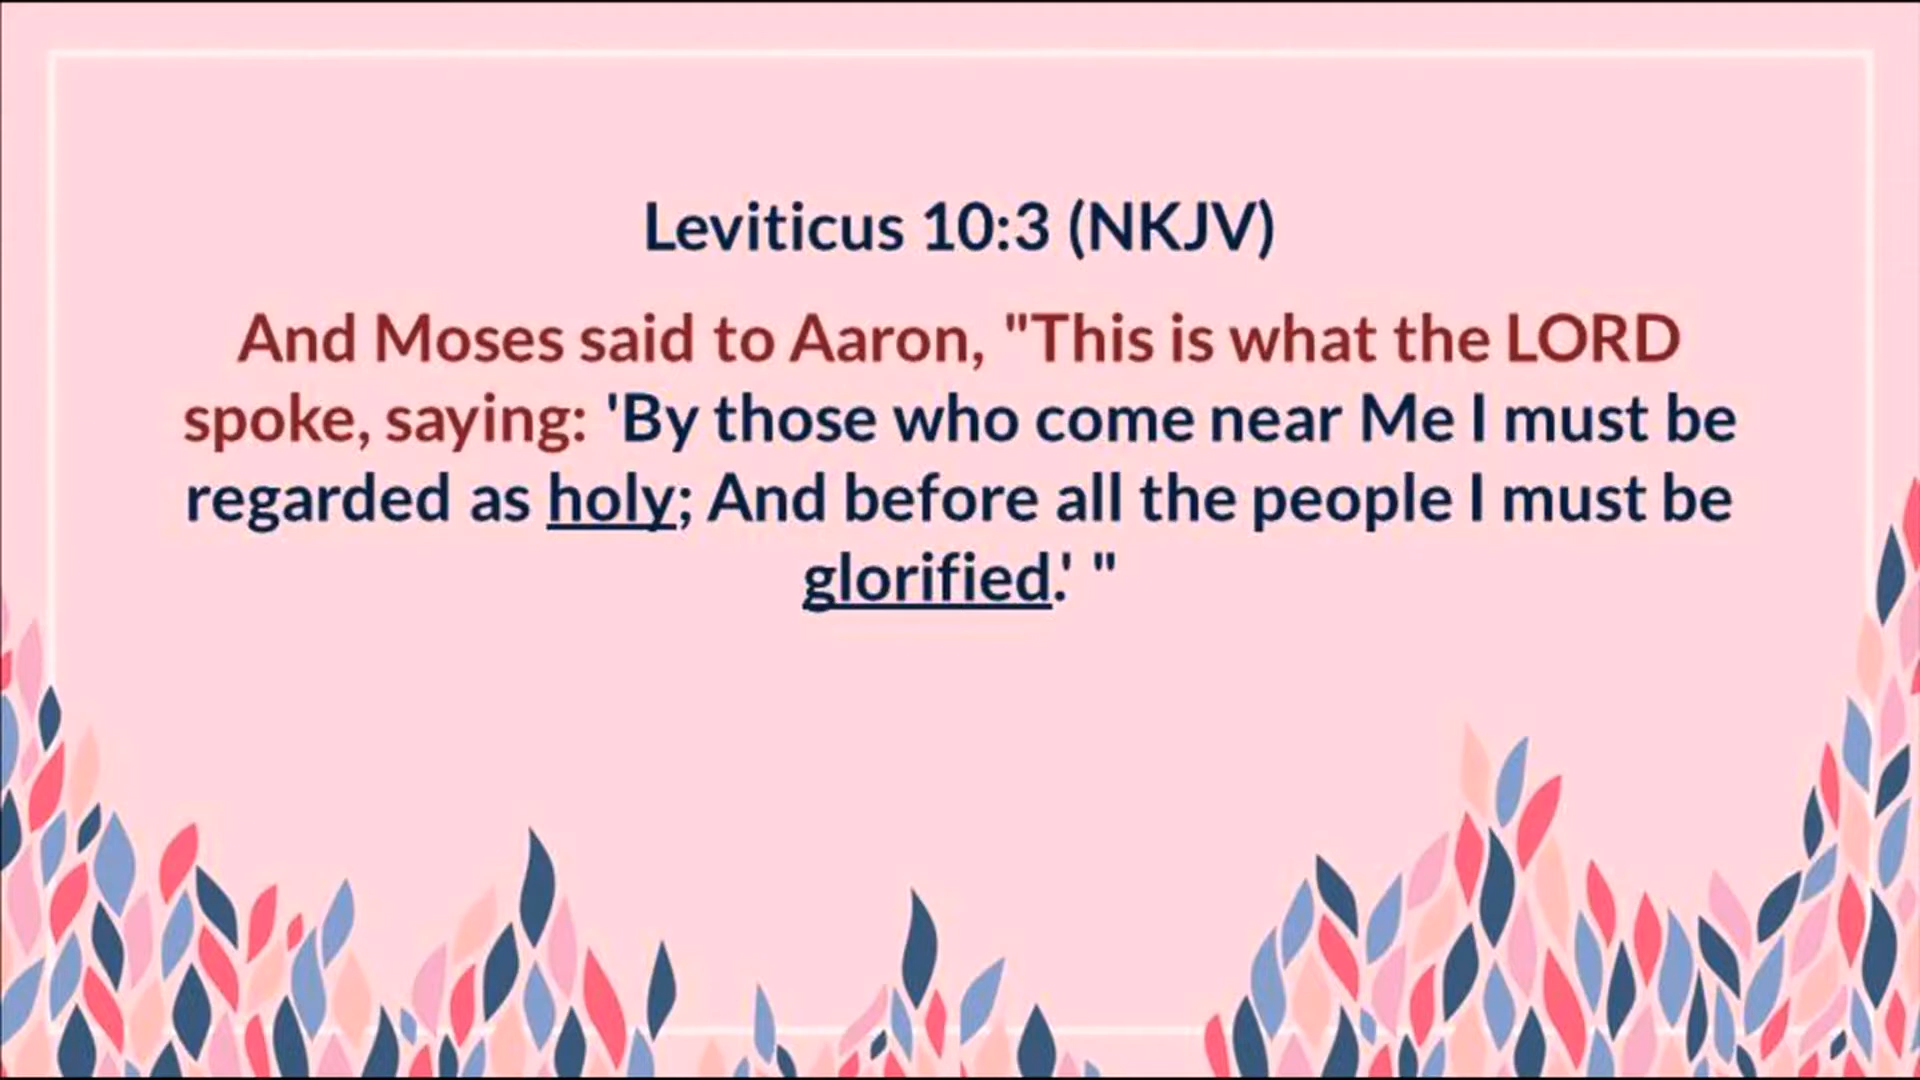 Leviticus 10:3 (NKJV)
And Moses said to Aaron, "This is what the LORD
spoke, saying: 'By those who come near Me I must be
regarded as holy; And before all the people I must be
glorified.' "